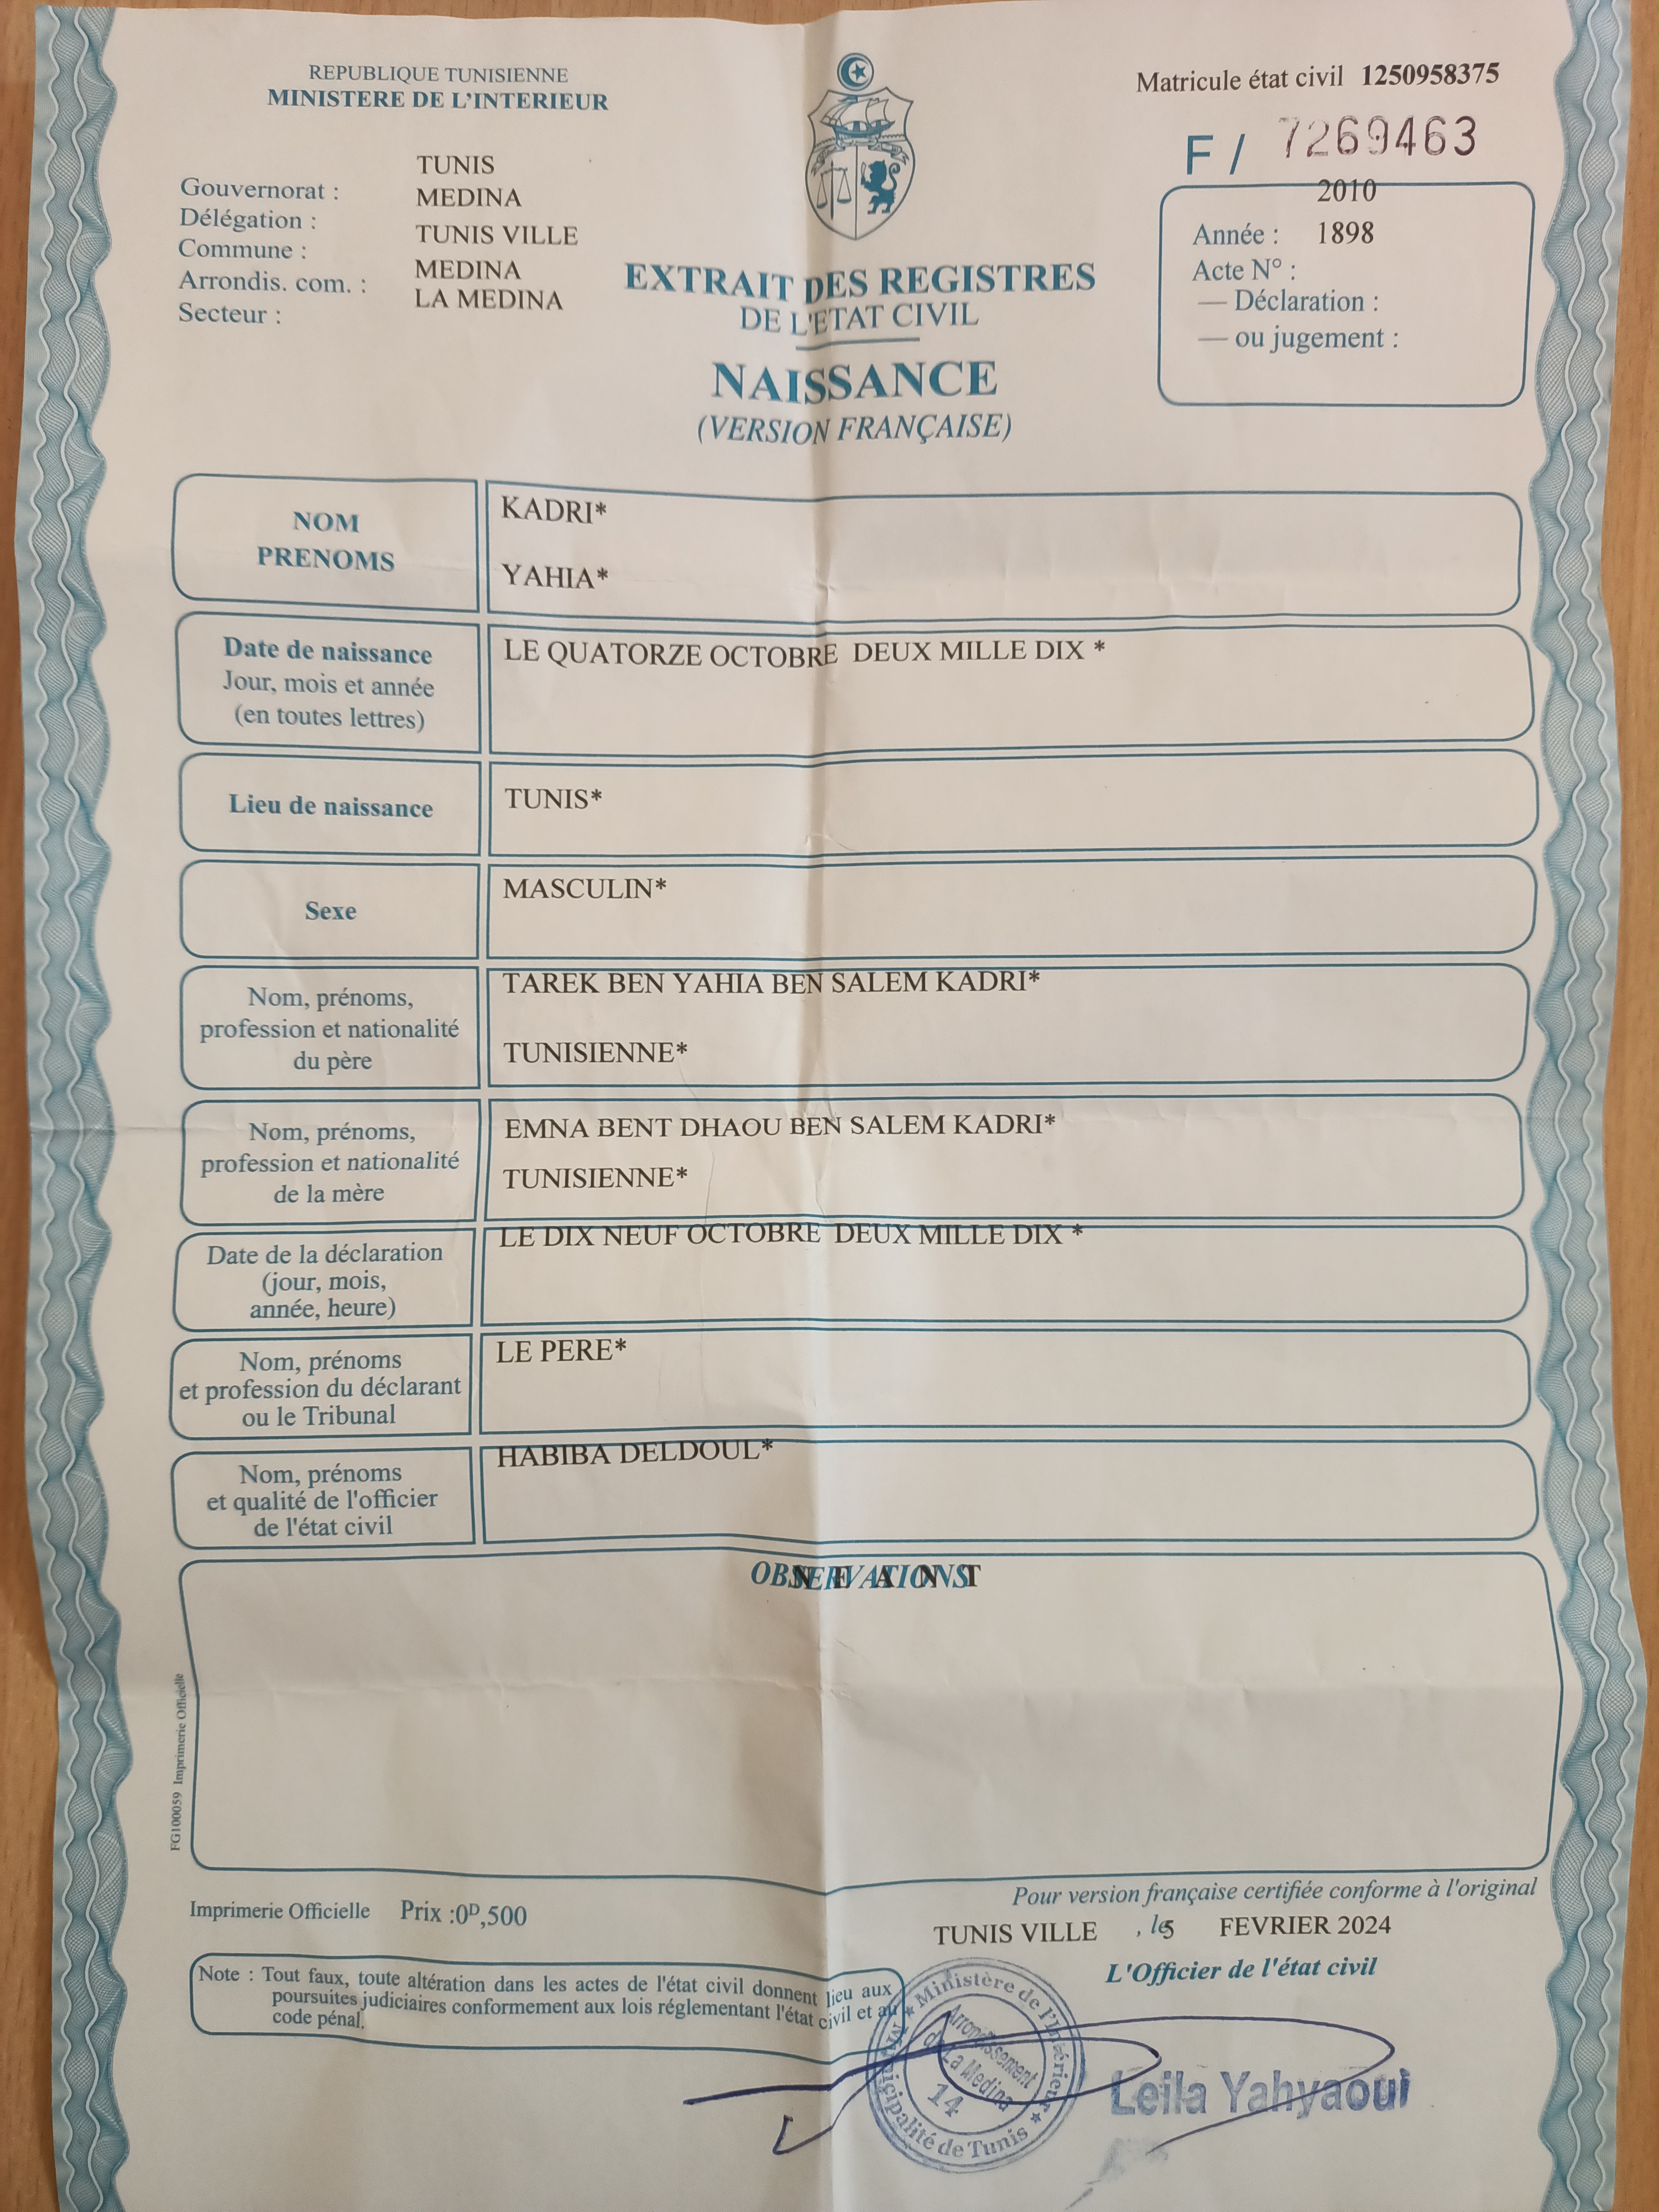 REPUBLIQUE TUNISIENNE
MINISTERE DE L'INTERIEUR
Matricule état civil 1250958375
F / 7269463
Gouvernorat : TUNIS
Délégation : MEDINA
Commune : TUNIS VILLE
Arrondis. com. : MEDINA
Secteur : LA MEDINA
2010
Année : 1898
Acte N° :
— Déclaration :
— ou jugement :
EXTRAIT DES REGISTRES
DE L'ETAT CIVIL
NAISSANCE
(VERSION FRANÇAISE)
NOM
PRENOMS
KADRI*
YAHIA*
Date de naissance
Jour, mois et année
(en toutes lettres)
LE QUATORZE OCTOBRE DEUX MILLE DIX *
Lieu de naissance
TUNIS*
Sexe
MASCULIN*
Nom, prénoms,
profession et nationalité
du père
TAREK BEN YAHIA BEN SALEM KADRI*
TUNISIENNE*
Nom, prénoms,
profession et nationalité
de la mère
EMNA BENT DHAOU BEN SALEM KADRI*
TUNISIENNE*
Date de la déclaration
(jour, mois,
année, heure)
LE DIX NEUF OCTOBRE DEUX MILLE DIX *
Nom, prénoms
et profession du déclarant
ou le Tribunal
LE PERE*
Nom, prénoms
et qualité de l'officier
de l'état civil
HABIBA DELDOUL*
OBSERVATIONS
N E A N T
FG100059 Imprimerie Officielle
Imprimerie Officielle Prix :0D,500
Pour version française certifiée conforme à l'original
TUNIS VILLE , le 5 FEVRIER 2024
L'Officier de l'état civil
Note : Tout faux, toute altération dans les actes de l'état civil donnent lieu aux
poursuites judiciaires conformement aux lois réglementant l'état civil et au
code pénal.
★ Ministère de l'Intérieur ★
Municipalité de Tunis
Arrondissement
de La Medina
14
Leila Yahyaoui